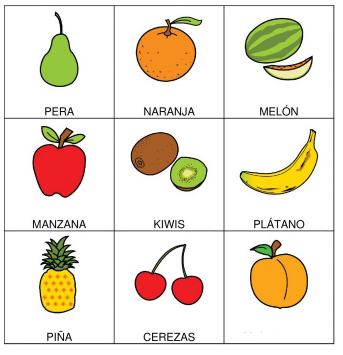 PERA
NARANJA
MELÓN
MANZANA
KIWIS
PLÁTANO
PIÑA
CEREZAS